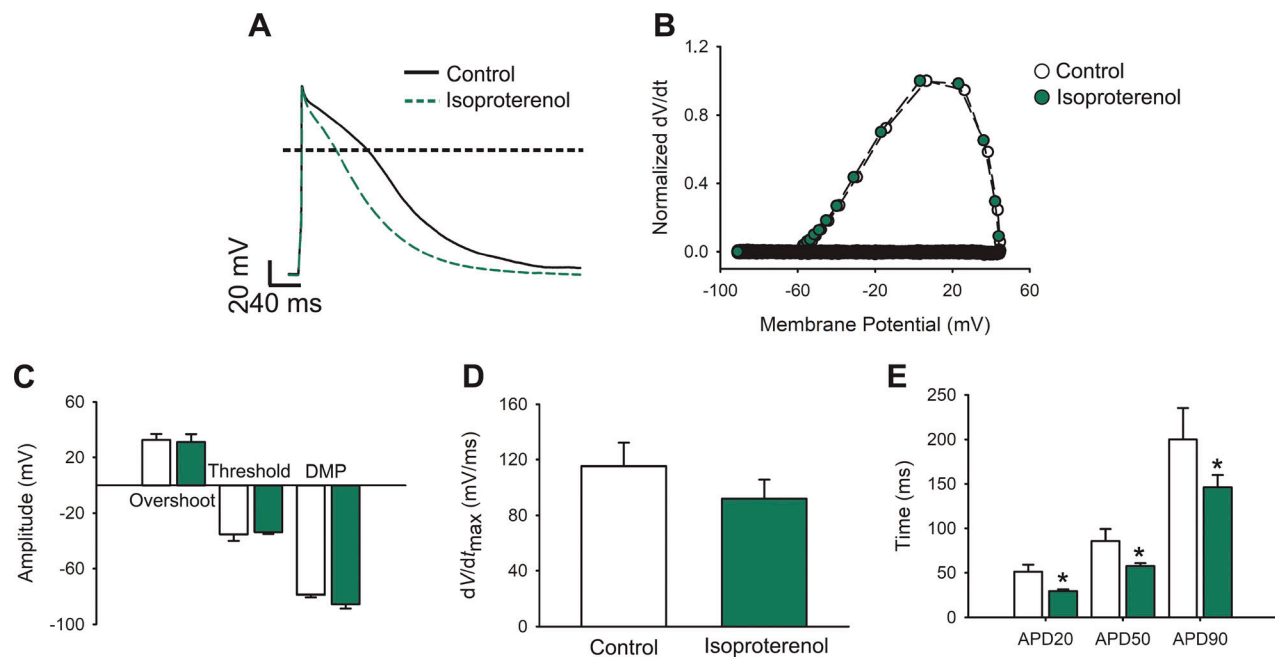 A
Control
Isoproterenol
20 mV
40 ms
B
1.2
0.8
0.4
0.0
Normalized dV/dt
-100 -60 -20 20 60
Membrane Potential (mV)
Control
Isoproterenol
C
60
20
-20
-60
-100
Amplitude (mV)
Threshold DMP
Overshoot
D
160
120
80
40
0
dV/dtmax (mV/ms)
Control Isoproterenol
E
250
200
150
100
50
0
Time (ms)
* * *
APD20 APD50 APD90